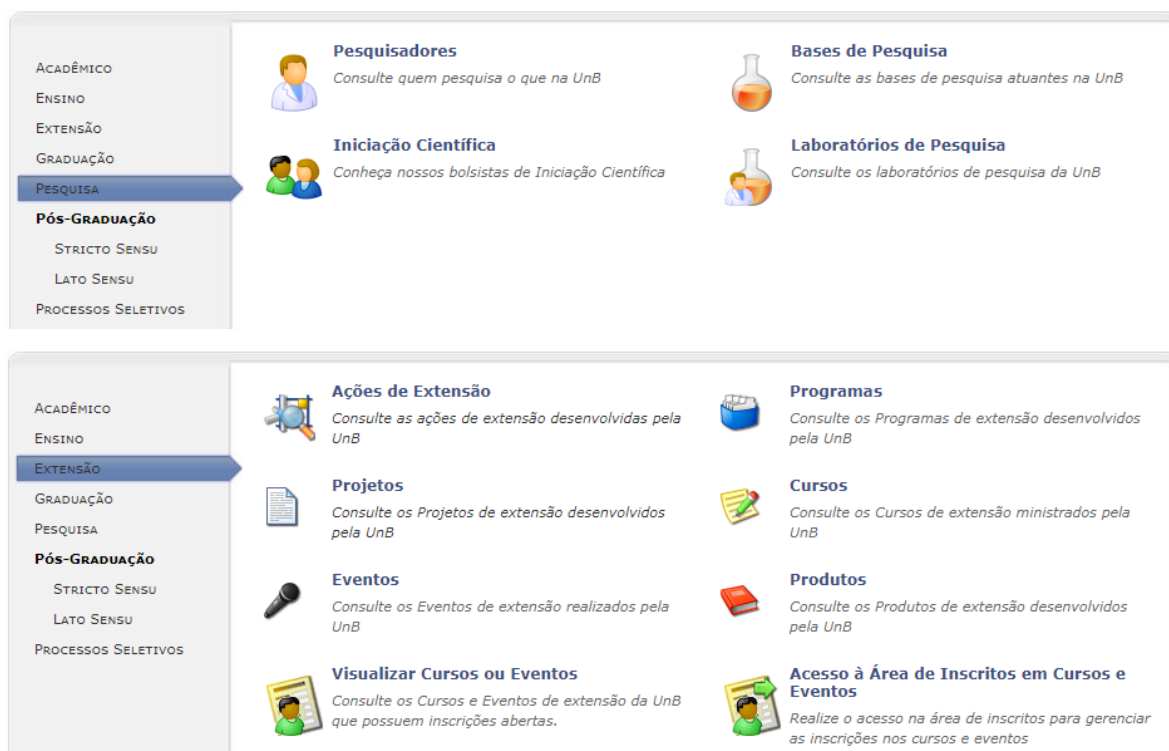 Acadêmico
Ensino
Extensão
Graduação
Pesquisa
Pós-Graduação
Stricto Sensu
Lato Sensu
Processos Seletivos
Pesquisadores
Consulte quem pesquisa o que na UnB
Bases de Pesquisa
Consulte as bases de pesquisa atuantes na UnB
Iniciação Científica
Conheça nossos bolsistas de Iniciação Científica
Laboratórios de Pesquisa
Consulte os laboratórios de pesquisa da UnB
Acadêmico
Ensino
Extensão
Graduação
Pesquisa
Pós-Graduação
Stricto Sensu
Lato Sensu
Processos Seletivos
Ações de Extensão
Consulte as ações de extensão desenvolvidas pela
UnB
Programas
Consulte os Programas de extensão desenvolvidos
pela UnB
Projetos
Consulte os Projetos de extensão desenvolvidos
pela UnB
Cursos
Consulte os Cursos de extensão ministrados pela
UnB
Eventos
Consulte os Eventos de extensão realizados pela
UnB
Produtos
Consulte os Produtos de extensão desenvolvidos
pela UnB
Visualizar Cursos ou Eventos
Consulte os Cursos e Eventos de extensão da UnB
que possuem inscrições abertas.
Acesso à Área de Inscritos em Cursos e
Eventos
Realize o acesso na área de inscritos para gerenciar
as inscrições nos cursos e eventos